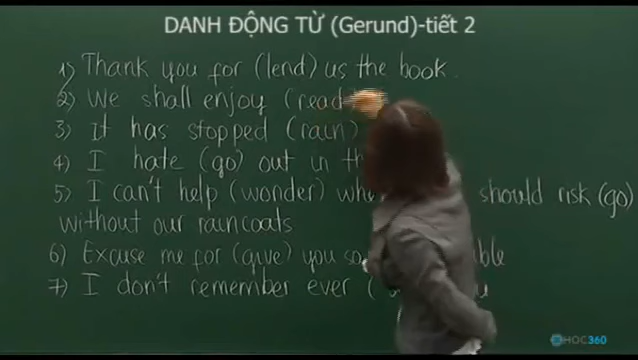 DANH ĐỘNG TỪ (Gerund)-tiết 2
1) Thank you for (lend) us the book.
2) We shall enjoy (read)
3) It has stopped (rain)
4) I hate (go) out in th
5) I can't help (wonder) whe should risk (go)
without our raincoats
6) Excuse me for (give) you so ble
7) I don't remember ever (
HOC360